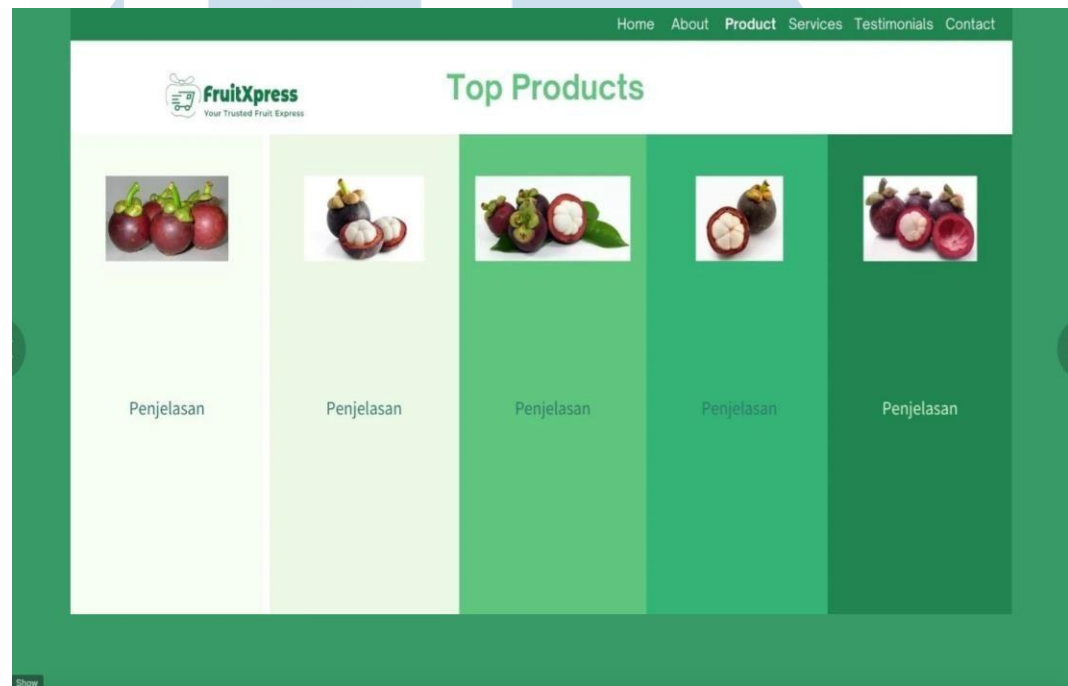 Home About Product Services Testimonials Contact
FruitXpress
Your Trusted Fruit Express
Top Products
Penjelasan Penjelasan Penjelasan Penjelasan Penjelasan
Show